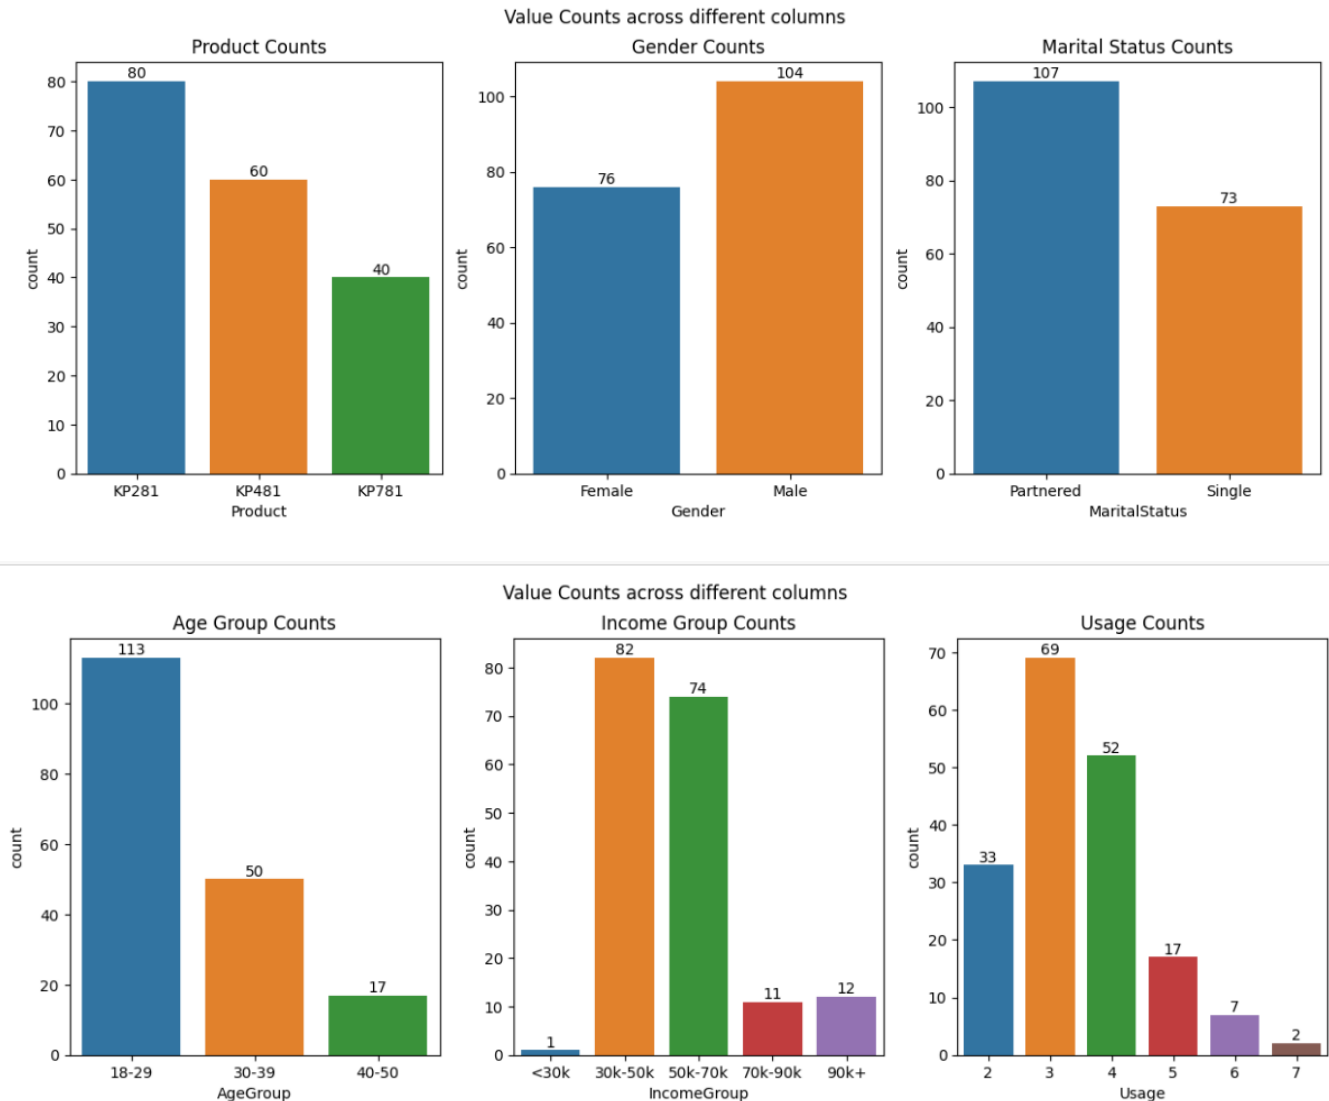 Value Counts across different columns
Product Counts
80
60
40
80
70
60
50
40
30
20
10
0
count
KP281 KP481 KP781
Product
Gender Counts
76
104
100
80
60
40
20
0
count
Female Male
Gender
Marital Status Counts
107
73
100
80
60
40
20
0
count
Partnered Single
MaritalStatus
Value Counts across different columns
Age Group Counts
113
50
17
100
80
60
40
20
0
count
18-29 30-39 40-50
AgeGroup
Income Group Counts
1
82
74
11
12
80
70
60
50
40
30
20
10
0
count
<30k 30k-50k 50k-70k 70k-90k 90k+
IncomeGroup
Usage Counts
33
69
52
17
7
2
70
60
50
40
30
20
10
0
count
2 3 4 5 6 7
Usage